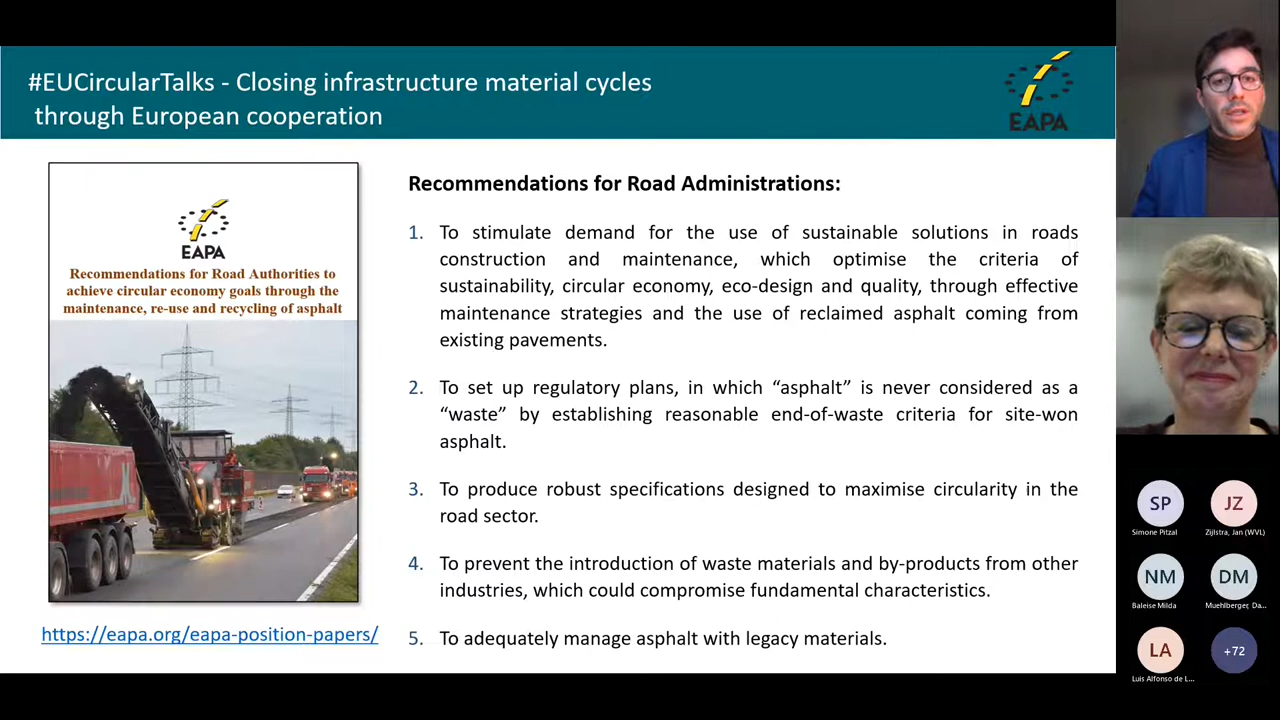 #EUCircularTalks - Closing infrastructure material cycles
through European cooperation
EAPA
EAPA
Recommendations for Road Authorities to
achieve circular economy goals through the
maintenance, re-use and recycling of asphalt
https://eapa.org/eapa-position-papers/
Recommendations for Road Administrations:
1. To stimulate demand for the use of sustainable solutions in roads
construction and maintenance, which optimise the criteria of
sustainability, circular economy, eco-design and quality, through effective
maintenance strategies and the use of reclaimed asphalt coming from
existing pavements.
2. To set up regulatory plans, in which “asphalt” is never considered as a
“waste” by establishing reasonable end-of-waste criteria for site-won
asphalt.
3. To produce robust specifications designed to maximise circularity in the
road sector.
4. To prevent the introduction of waste materials and by-products from other
industries, which could compromise fundamental characteristics.
5. To adequately manage asphalt with legacy materials.
SP
Simone Pitzal
JZ
Zijlstra, Jan (WVL)
NM
Baleise Milda
DM
Muehlberger, Da...
LA
Luis Alfonso de L...
+72